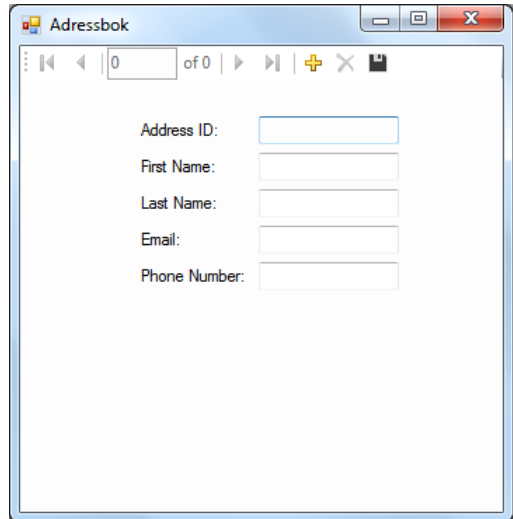 Adressbok
0 of 0
Address ID:
First Name:
Last Name:
Email:
Phone Number: